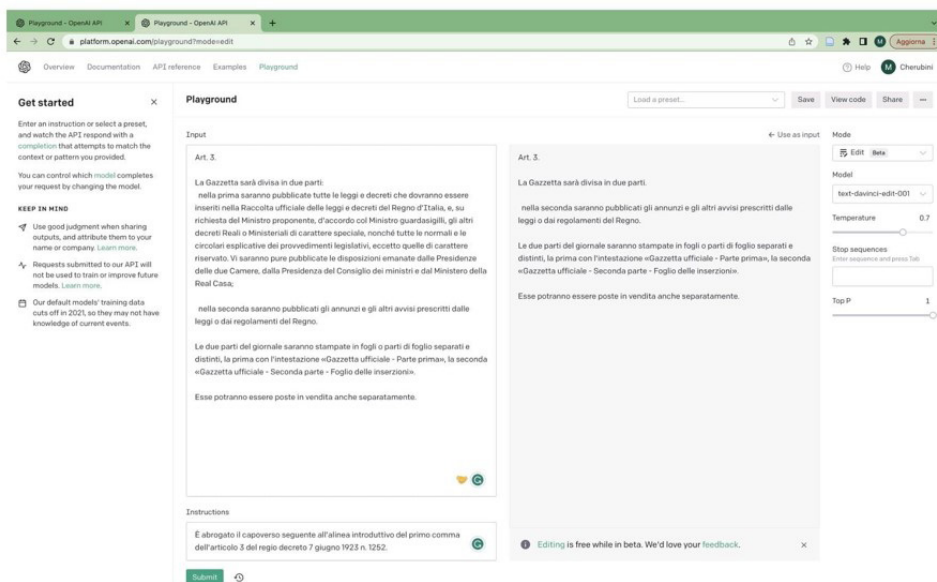 Playground - OpenAI API
Playground - OpenAI API
platform.openai.com/playground?mode=edit
Aggiorna
Overview Documentation API reference Examples Playground
Help M Cherubini
Get started
Enter an instruction or select a preset,
and watch the API respond with a
completion that attempts to match the
context or pattern you provided.
You can control which model completes
your request by changing the model.
KEEP IN MIND
Use good judgment when sharing
outputs, and attribute them to your
name or company. Learn more.
Requests submitted to our API will
not be used to train or improve future
models. Learn more.
Our default models' training data
cuts off in 2021, so they may not have
knowledge of current events.
Playground
Load a preset...
Save
View code
Share
Input
Art. 3.
La Gazzetta sarà divisa in due parti:
nella prima saranno pubblicate tutte le leggi e decreti che dovranno essere
inseriti nella Raccolta ufficiale delle leggi e decreti del Regno d'Italia, e, su
richiesta del Ministro proponente, d'accordo col Ministro guardasigilli, gli altri
decreti Reali o Ministeriali di carattere speciale, nonché tutte le normali e le
circolari esplicative dei provvedimenti legislativi, eccetto quelle di carattere
riservato. Vi saranno pure pubblicate le disposizioni emanate dalle Presidenze
delle due Camere, dalla Presidenza del Consiglio dei ministri e dal Ministero della
Real Casa;
nella seconda saranno pubblicati gli annunzi e gli altri avvisi prescritti dalle
leggi o dai regolamenti del Regno.
Le due parti del giornale saranno stampate in fogli o parti di foglio separati e
distinti, la prima con l'intestazione «Gazzetta ufficiale - Parte prima», la seconda
«Gazzetta ufficiale - Seconda parte - Foglio delle inserzioni».
Esse potranno essere poste in vendita anche separatamente.
Instructions
È abrogato il capoverso seguente all'alinea introduttivo del primo comma
dell'articolo 3 del regio decreto 7 giugno 1923 n. 1252.
Submit
Use as input
Art. 3.
La Gazzetta sarà divisa in due parti.
nella seconda saranno pubblicati gli annunzi e gli altri avvisi prescritti dalle
leggi o dai regolamenti del Regno.
Le due parti del giornale saranno stampate in fogli o parti di foglio separati e
distinti, la prima con l'intestazione «Gazzetta ufficiale - Parte prima», la seconda
«Gazzetta ufficiale - Seconda Parte - Foglio delle inserzioni».
Esse potranno essere poste in vendita anche separatamente.
Editing is free while in beta. We'd love your feedback.
Mode
Edit Beta
Model
text-davinci-edit-001
Temperature 0.7
Stop sequences
Enter sequence and press Tab
Top P 1